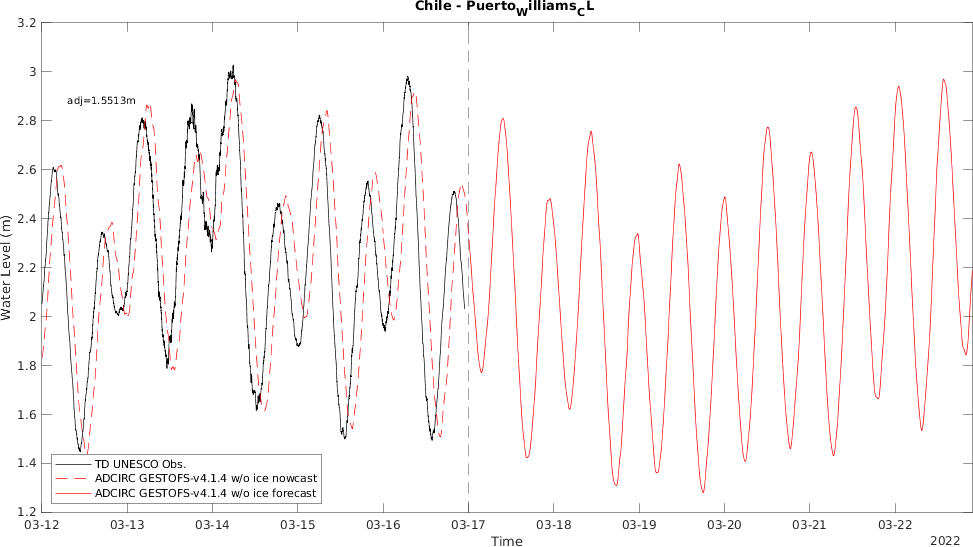 Chile - Puerto_Williams_CL
3.2
3
2.8
2.6
2.4
2.2
2
1.8
1.6
1.4
1.2
Water Level (m)
adj=1.5513m
TD UNESCO Obs.
ADCIRC GESTOFS-v4.1.4 w/o ice nowcast
ADCIRC GESTOFS-v4.1.4 w/o ice forecast
03-12 03-13 03-14 03-15 03-16 03-17 03-18 03-19 03-20 03-21 03-22
Time
2022